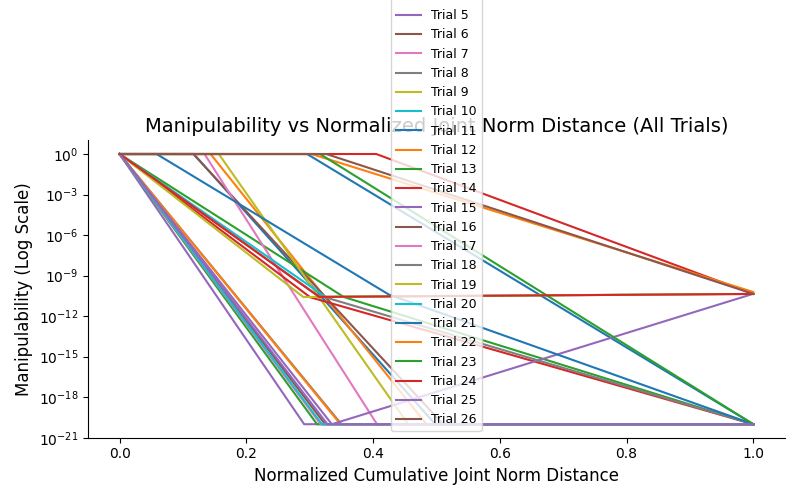 Trial 5
Trial 6
Trial 7
Trial 8
Trial 9
Trial 10
Trial 11
Trial 12
Trial 13
Trial 14
Trial 15
Trial 16
Trial 17
Trial 18
Trial 19
Trial 20
Trial 21
Trial 22
Trial 23
Trial 24
Trial 25
Trial 26
Manipulability vs Normalized Joint Norm Distance (All Trials)
Manipulability (Log Scale)
10⁰
10⁻³
10⁻⁶
10⁻⁹
10⁻¹²
10⁻¹⁵
10⁻¹⁸
10⁻²¹
0.0 0.2 0.4 0.6 0.8 1.0
Normalized Cumulative Joint Norm Distance